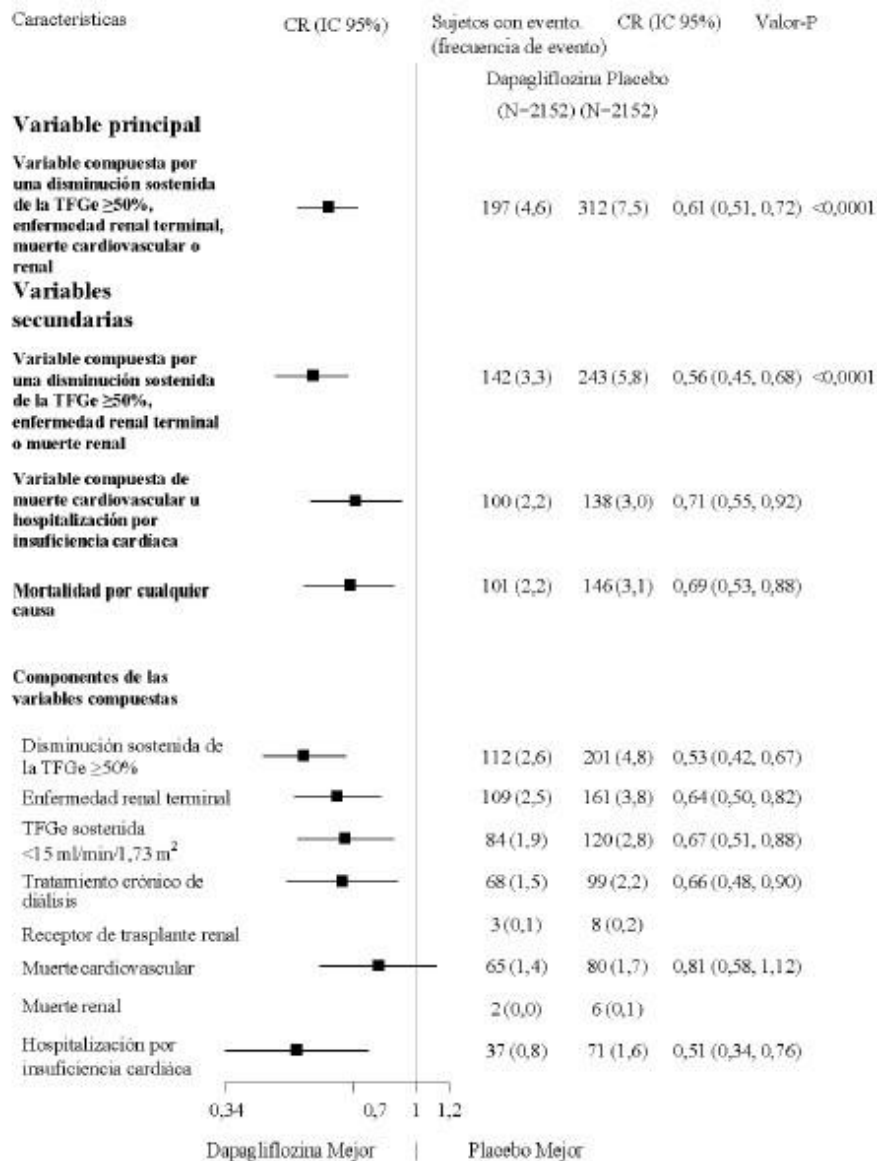 Características CR (IC 95%) Sujetos con evento. CR (IC 95%) Valor-P
(frecuencia de evento)
Dapagliflozina Placebo
(N=2152) (N=2152)
Variable principal
Variable compuesta por
una disminución sostenida
de la TFGe ≥50%,
enfermedad renal terminal,
muerte cardiovascular o
renal
197 (4,6) 312 (7,5) 0,61 (0,51, 0,72) <0,0001
Variables
secundarias
Variable compuesta por
una disminución sostenida
de la TFGe ≥50%,
enfermedad renal terminal
o muerte renal
142 (3,3) 243 (5,8) 0,56 (0,45, 0,68) <0,0001
Variable compuesta de
muerte cardiovascular u
hospitalización por
insuficiencia cardíaca
100 (2,2) 138 (3,0) 0,71 (0,55, 0,92)
Mortalidad por cualquier
causa
101 (2,2) 146 (3,1) 0,69 (0,53, 0,88)
Componentes de las
variables compuestas
Disminución sostenida de
la TFGe ≥50%
112 (2,6) 201 (4,8) 0,53 (0,42, 0,67)
Enfermedad renal terminal 109 (2,5) 161 (3,8) 0,64 (0,50, 0,82)
TFGe sostenida
<15 ml/min/1,73 m²
84 (1,9) 120 (2,8) 0,67 (0,51, 0,88)
Tratamiento crónico de
diálisis
68 (1,5) 99 (2,2) 0,66 (0,48, 0,90)
Receptor de trasplante renal 3 (0,1) 8 (0,2)
Muerte cardiovascular 65 (1,4) 80 (1,7) 0,81 (0,58, 1,12)
Muerte renal 2 (0,0) 6 (0,1)
Hospitalización por
insuficiencia cardiáca
37 (0,8) 71 (1,6) 0,51 (0,34, 0,76)
0,34 0,7 1 1,2
Dapagliflozina Mejor Placebo Mejor